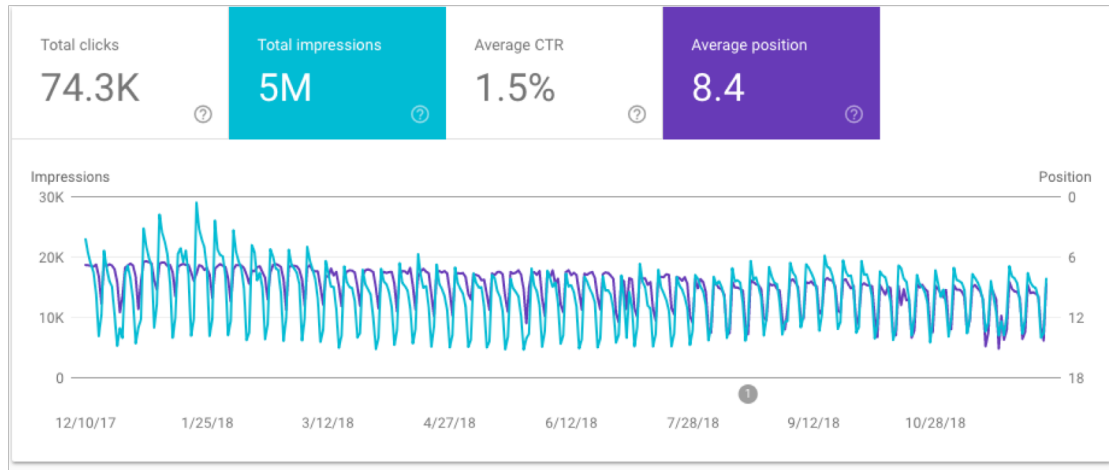 Total clicks
74.3K
Total impressions
5M
Average CTR
1.5%
Average position
8.4
Impressions
Position
30K
0
20K
6
10K
12
0
18
1
12/10/17 1/25/18 3/12/18 4/27/18 6/12/18 7/28/18 9/12/18 10/28/18